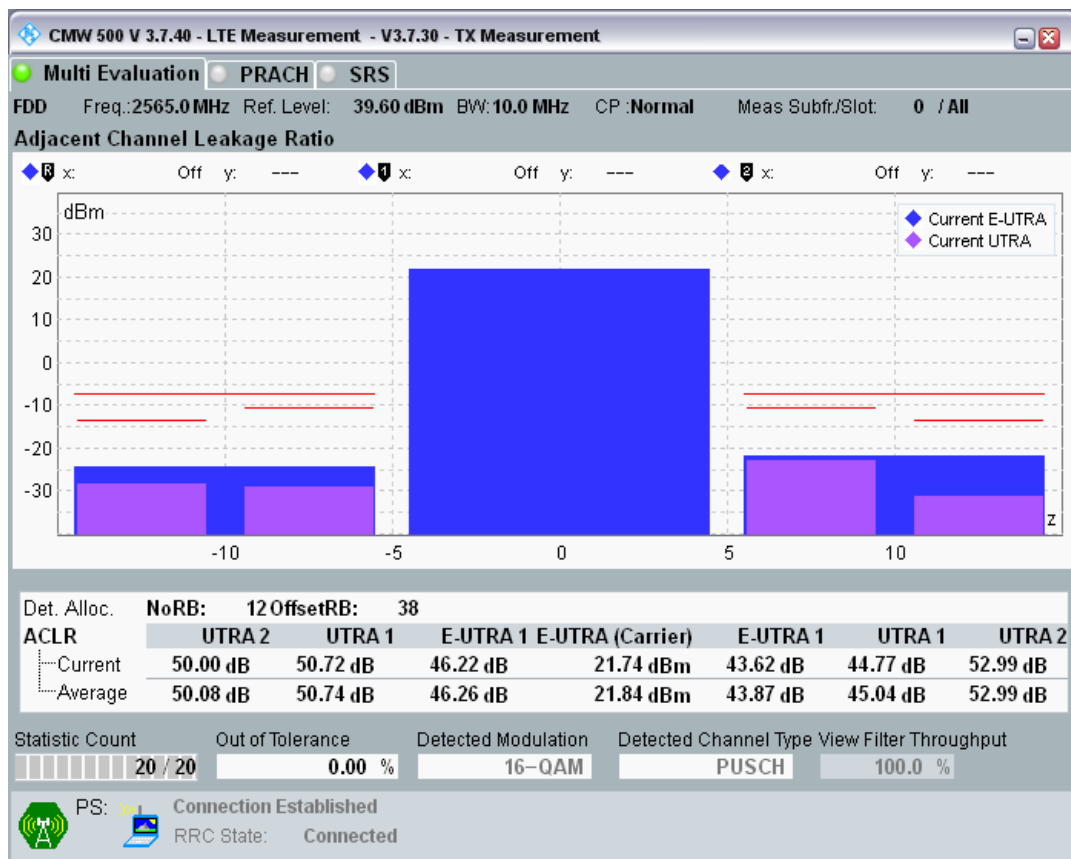 CMW 500 V 3.7.40 - LTE Measurement - V3.7.30 - TX Measurement
Multi Evaluation PRACH SRS
FDD Freq.:2565.0 MHz Ref. Level: 39.60 dBm BW:10.0 MHz CP :Normal Meas Subfr./Slot: 0 / All
Adjacent Channel Leakage Ratio
R x: Off y: --- 1 x: Off y: --- 2 x: Off y: ---
dBm
Current E-UTRA
Current UTRA
30
20
10
0
-10
-20
-30
z
-10 -5 0 5 10
Det. Alloc. NoRB: 12 OffsetRB: 38
ACLR UTRA 2 UTRA 1 E-UTRA 1 E-UTRA (Carrier) E-UTRA 1 UTRA 1 UTRA 2
Current 50.00 dB 50.72 dB 46.22 dB 21.74 dBm 43.62 dB 44.77 dB 52.99 dB
Average 50.08 dB 50.74 dB 46.26 dB 21.84 dBm 43.87 dB 45.04 dB 52.99 dB
Statistic Count Out of Tolerance Detected Modulation Detected Channel Type View Filter Throughput
20 / 20 0.00 % 16-QAM PUSCH 100.0 %
PS: Connection Established
RRC State: Connected